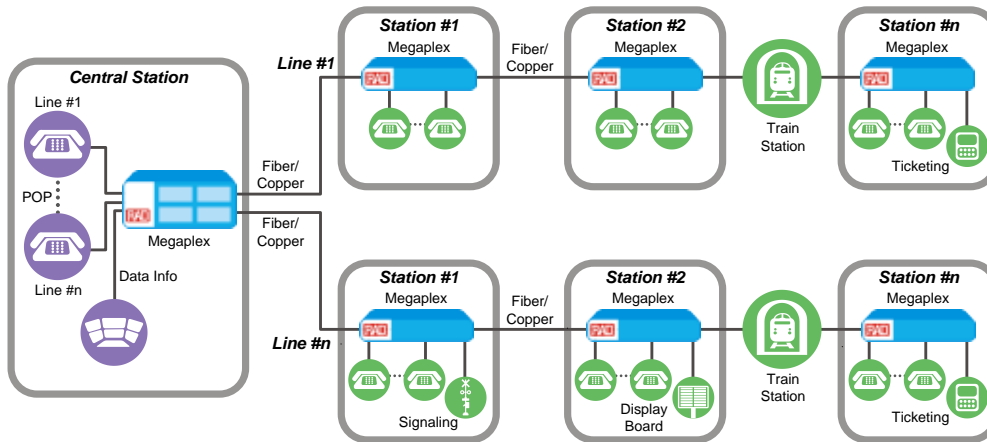 Central Station
Line #1
POP
Line #n
Data Info
RAD
Megaplex
Fiber/
Copper
Fiber/
Copper
Line #1
Station #1
Megaplex
RAD
Fiber/
Copper
Station #2
Megaplex
RAD
Train
Station
Station #n
Megaplex
RAD
Ticketing
Line #n
Station #1
Megaplex
RAD
Signaling
Fiber/
Copper
Station #2
Megaplex
RAD
Display
Board
Train
Station
Station #n
Megaplex
RAD
Ticketing